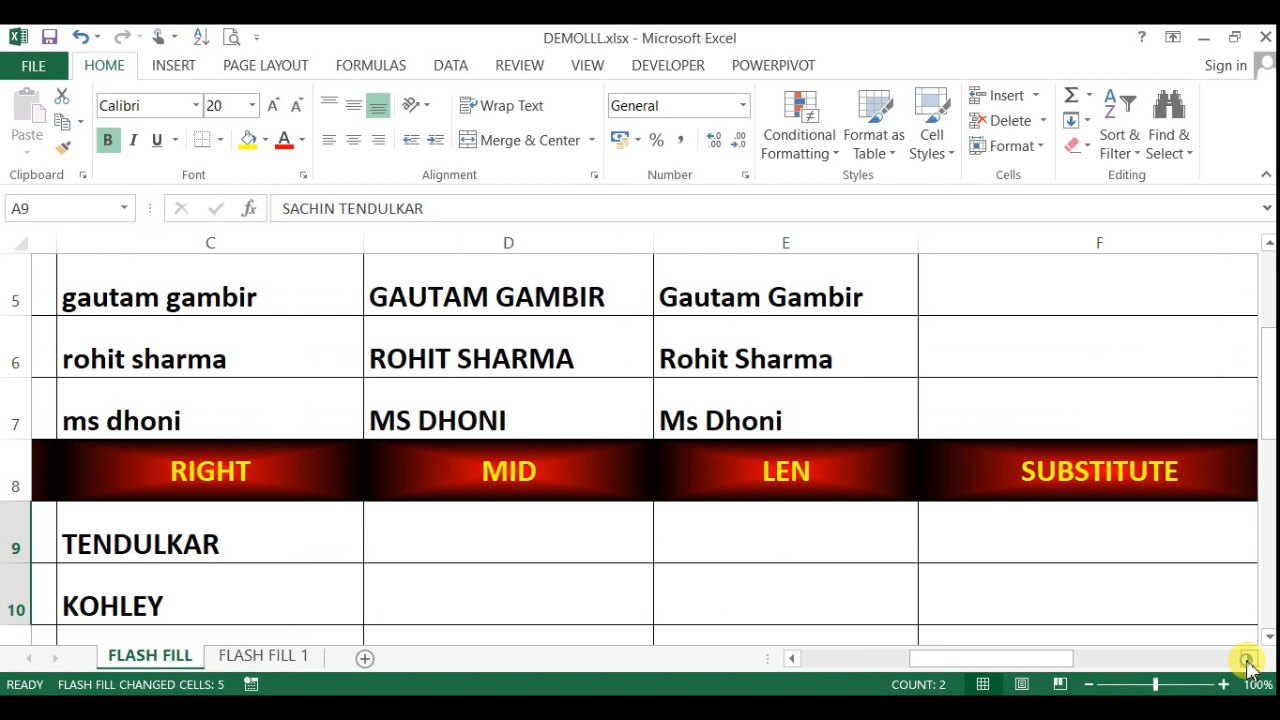 DEMOLLL.xlsx - Microsoft Excel
?
FILE HOME INSERT PAGE LAYOUT FORMULAS DATA REVIEW VIEW DEVELOPER POWERPIVOT Sign in
Paste
Calibri 20
B I U A
Wrap Text
Merge & Center
General
%
Conditional Formatting
Format as Table
Cell Styles
Insert
Delete
Format
Sort & Filter
Find & Select
Clipboard Font Alignment Number Styles Cells Editing
A9 fx SACHIN TENDULKAR
C D E F
5 gautam gambir GAUTAM GAMBIR Gautam Gambir
6 rohit sharma ROHIT SHARMA Rohit Sharma
7 ms dhoni MS DHONI Ms Dhoni
8 RIGHT MID LEN SUBSTITUTE
9 TENDULKAR
10 KOHLEY
FLASH FILL FLASH FILL 1
READY FLASH FILL CHANGED CELLS: 5 COUNT: 2 100%